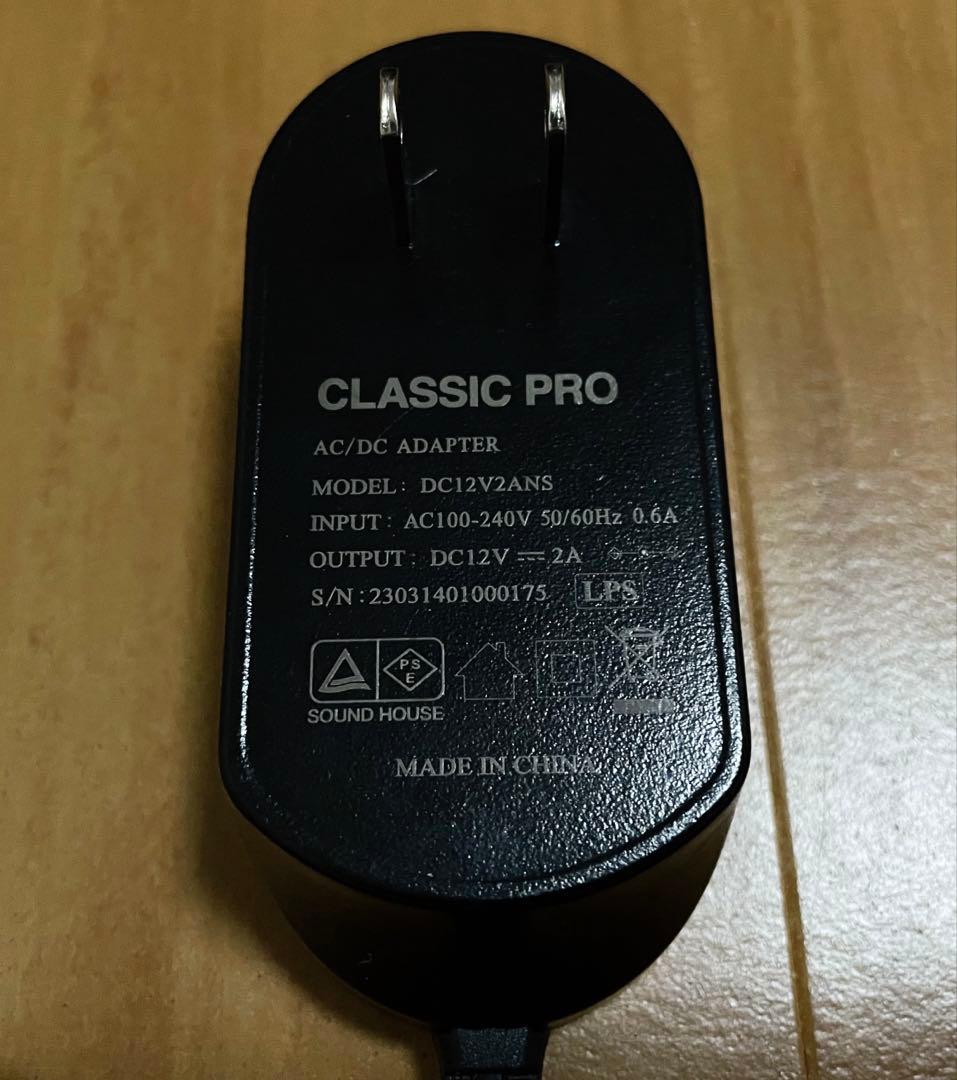 CLASSIC PRO
AC/DC ADAPTER
MODEL: DC12V2ANS
INPUT: AC100-240V 50/60Hz 0.6A
OUTPUT: DC12V ⎓ 2A
S/N:23031401000175 LPS
PS
E
SOUND HOUSE
MADE IN CHINA